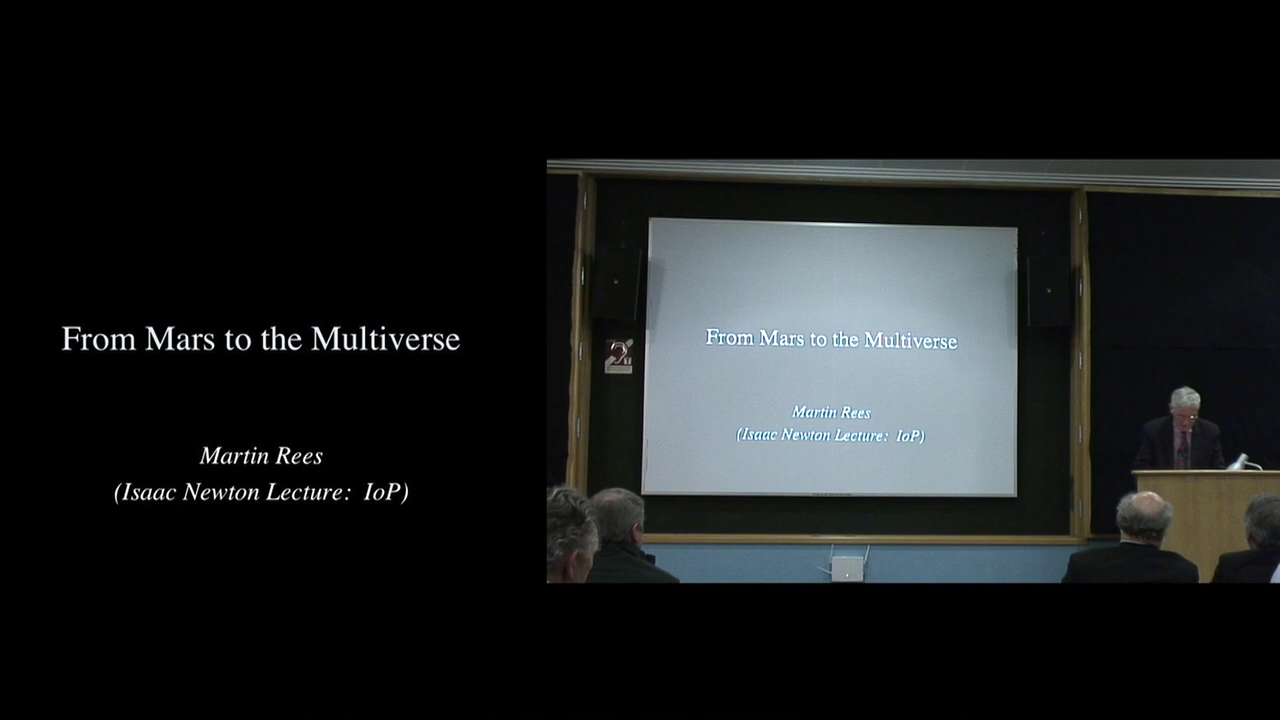 From Mars to the Multiverse
Martin Rees
(Isaac Newton Lecture: IoP)
From Mars to the Multiverse
Martin Rees
(Isaac Newton Lecture: IoP)
T